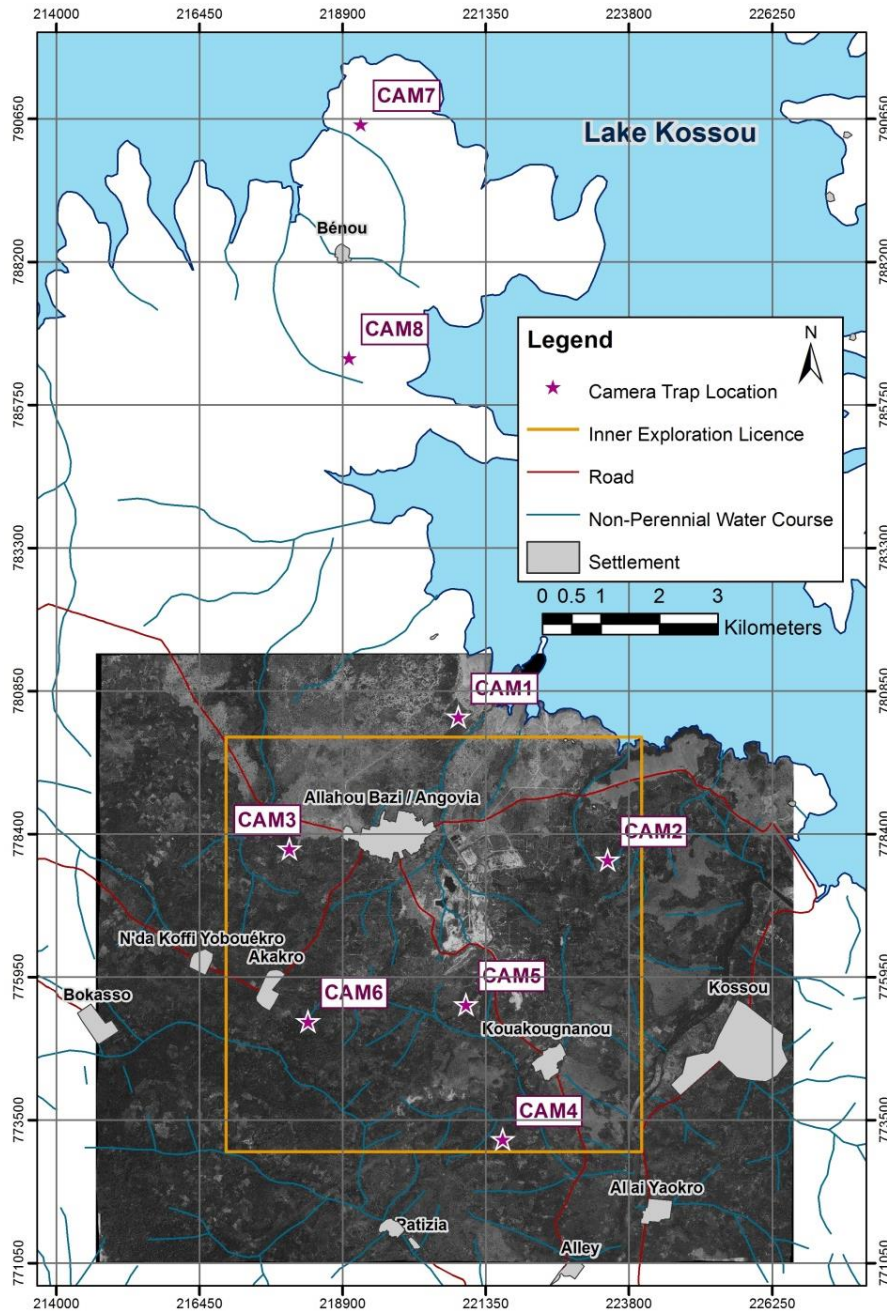 214000 216450 218900 221350 223800 226250
790650 790650
CAM7
Lake Kossou
Bénou
788200 788200
CAM8
Legend
N
Camera Trap Location
Inner Exploration Licence
Road
Non-Perennial Water Course
Settlement
785750 785750
783300 783300
0 0.5 1 2 3
Kilometers
780850 780850
CAM1
Allahou Bazi / Angovia
CAM3
CAM2
778400 778400
N'da Koffi Yobouékro
Akakro
775950 775950
CAM5
CAM6
Bokasso
Kossou
Kouakougnanou
773500 773500
CAM4
Allai Yaokro
Patizia
Alley
771050 771050
214000 216450 218900 221350 223800 226250